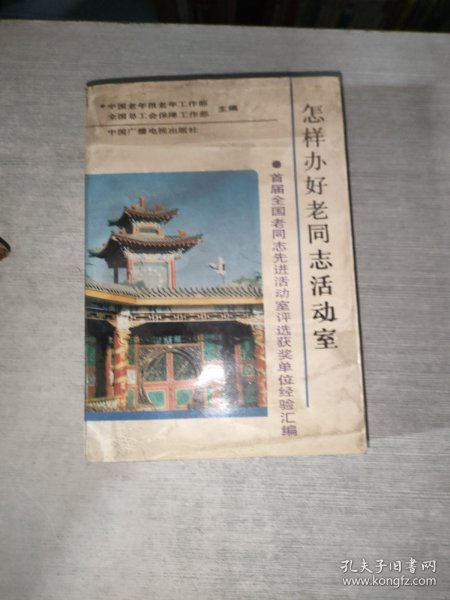 中国老年报老年工作部
全国总工会保障工作部
主编
中国广播电视出版社
怎样办好老同志活动室
●首届全国老同志先进活动室评选获奖单位经验汇编
孔夫子旧书网
www.kongfz.com